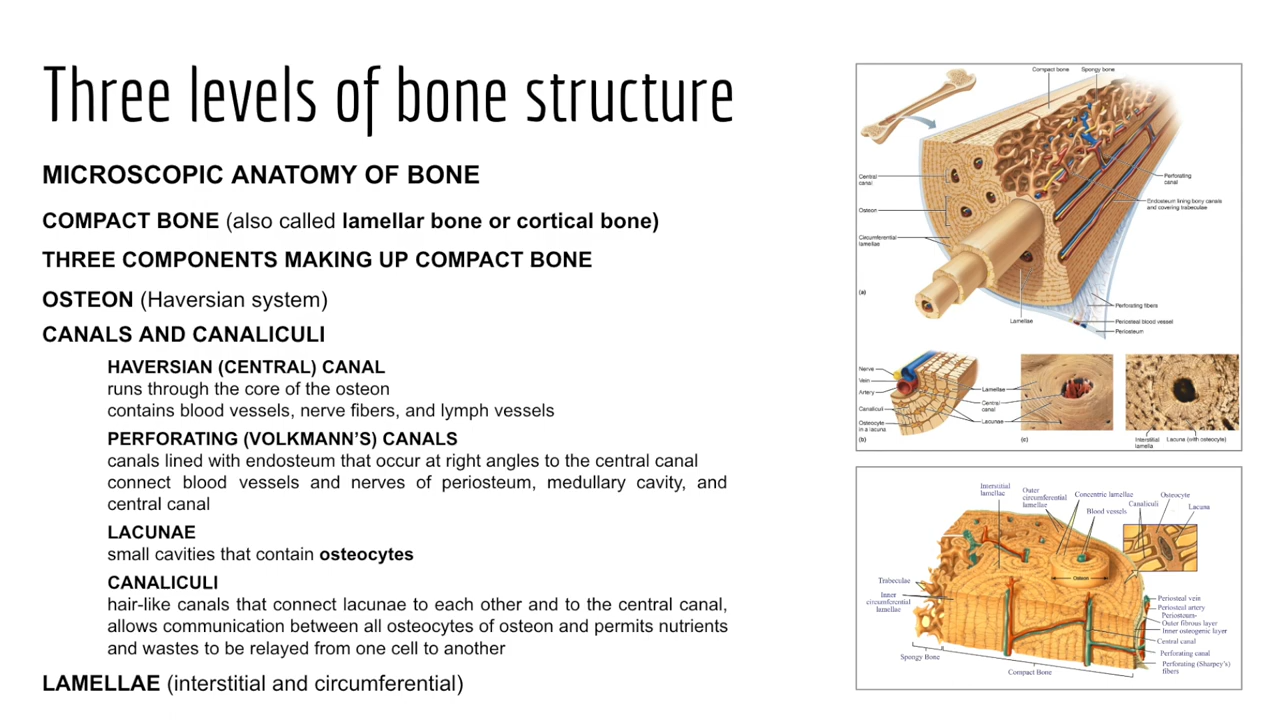 Three levels of bone structure
MICROSCOPIC ANATOMY OF BONE
COMPACT BONE (also called lamellar bone or cortical bone)
THREE COMPONENTS MAKING UP COMPACT BONE
OSTEON (Haversian system)
CANALS AND CANALICULI
HAVERSIAN (CENTRAL) CANAL
runs through the core of the osteon
contains blood vessels, nerve fibers, and lymph vessels
PERFORATING (VOLKMANN’S) CANALS
canals lined with endosteum that occur at right angles to the central canal
connect blood vessels and nerves of periosteum, medullary cavity, and
central canal
LACUNAE
small cavities that contain osteocytes
CANALICULI
hair-like canals that connect lacunae to each other and to the central canal,
allows communication between all osteocytes of osteon and permits nutrients
and wastes to be relayed from one cell to another
LAMELLAE (interstitial and circumferential)
Compact bone
Spongy bone
Central
canal
Osteon
Circumferential
lamellae
(a)
Perforating
canal
Endosteum lining bony canals
and covering trabeculae
Lamellae
Perforating fibers
Periosteal blood vessel
Periosteum
Nerve
Vein
Artery
Canaliculi
Osteocyte
in a lacuna
(b)
Lamellae
Central
canal
Lacunae
(c)
Interstitial
lamella
Lacuna (with osteocyte)
Interstitial
lamellae
Outer
circumferential
lamellae
Concentric lamellae
Blood vessels
Canaliculi
Osteocyte
Lacuna
Osteon
Trabeculae
Inner
circumferential
lamellae
Periosteal vein
Periosteal artery
Periosteum-
Outer fibrous layer
Inner osteogenic layer
Central canal
Perforating canal
Perforating (Sharpey's)
fibers
Spongy Bone
Compact Bone